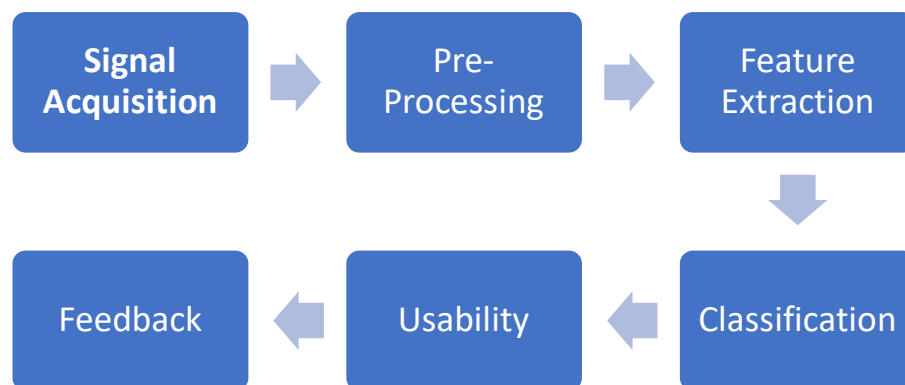 Signal
Acquisition
Pre-
Processing
Feature
Extraction
Feedback
Usability
Classification